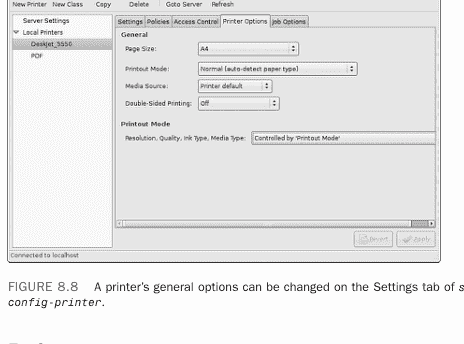 New Printer New Class Copy Delete Goto Server Refresh
Server Settings
Local Printers
Deskjet_5550
PDF
Settings Policies Access Control Printer Options Job Options
General
Page Size: A4
Printout Mode: Normal (auto-detect paper type)
Media Source: Printer default
Double-Sided Printing: Off
Printout Mode
Resolution, Quality, Ink Type, Media Type: Controlled by 'Printout Mode'
Revert Apply
Connected to localhost
FIGURE 8.8 A printer's general options can be changed on the Settings tab of s
config-printer.